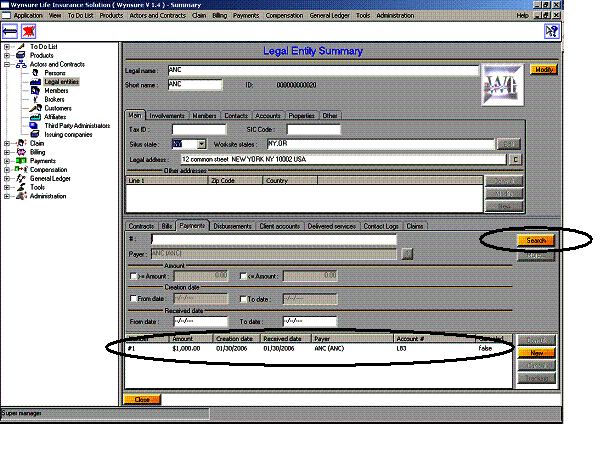 Wynsure Life Insurance Solution ( Wynsure V 1.4 ) - Summary
Application View To Do List Products Actors and Contracts Claim Billing Payments Compensation General Ledger Tools Administration Help
To Do List
Products
Actors and Contracts
Persons
Legal entities
Members
Brokers
Customers
Affiliates
Third Party Administrators
Issuing companies
Claim
Billing
Payments
Compensation
General Ledger
Tools
Administration
Legal Entity Summary
Legal name : ANC Modify
Short name : ANC ID: 000000000020
Main Involvements Members Contacts Accounts Properties Other
Tax ID : SIC Code :
Situs state : NY Worksite states : NY,OR
Legal address : 12 common street NEW YORK NY 10002 USA C
Other addresses
Line 1 Zip Code Country
New
Contracts Bills Payments Disbursements Client accounts Delivered services Contact Logs Claims
# : Search
Payer : ANC (ANC)
Amount
>= Amount : 0.00 <= Amount : 0.00
Creation date
From date : --/--/---- To date : --/--/----
Received date
From date : --/--/---- To date : --/--/----
Amount Creation date Received date Payer Account #
#1 $1,000.00 01/30/2006 01/30/2006 ANC (ANC) 183 False
New
Close
Super manager